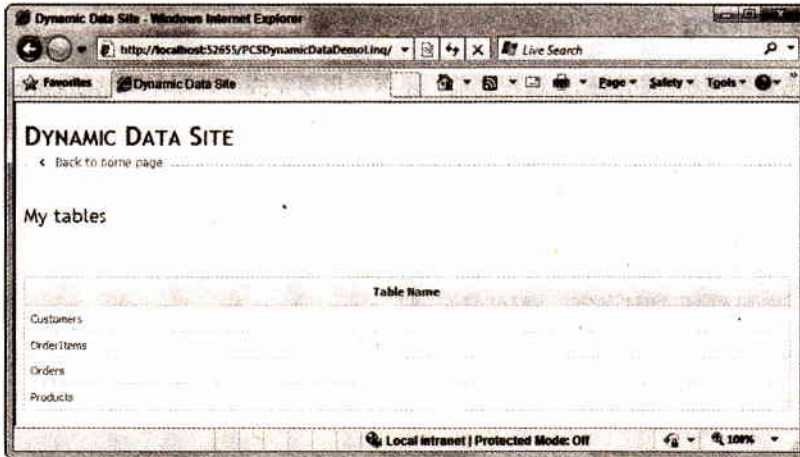 Dynamic Data Site - Windows Internet Explorer
http://localhost:52655/PCSDynamicDataDemoLinq/
Live Search
Favorites
Dynamic Data Site
Page
Safety
Tools
DYNAMIC DATA SITE
Back to home page
My tables
Table Name
Customers
OrderItems
Orders
Products
Local intranet | Protected Mode: Off
100%